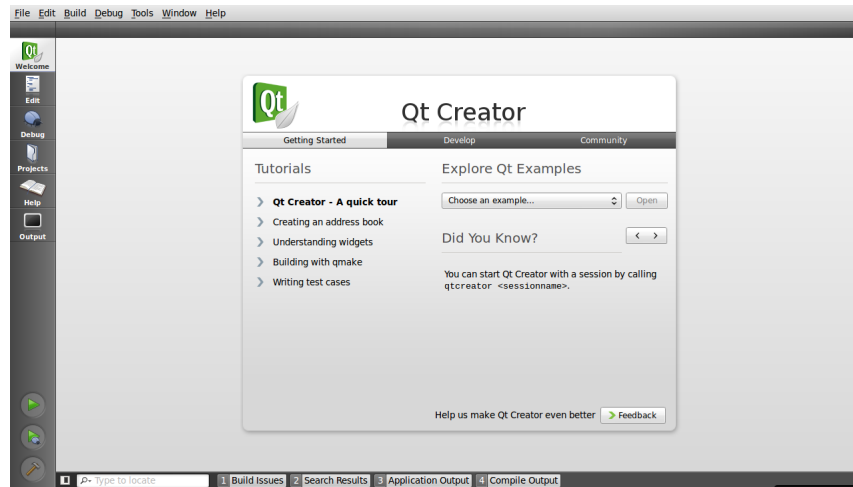 File Edit Build Debug Tools Window Help
Qt
Welcome
Edit
Debug
Projects
Help
Output
Qt
Qt Creator
Getting Started Develop Community
Tutorials
Qt Creator - A quick tour
Creating an address book
Understanding widgets
Building with qmake
Writing test cases
Explore Qt Examples
Choose an example... Open
Did You Know?
You can start Qt Creator with a session by calling
qtcreator <sessionname>.
Help us make Qt Creator even better Feedback
Type to locate 1 Build Issues 2 Search Results 3 Application Output 4 Compile Output